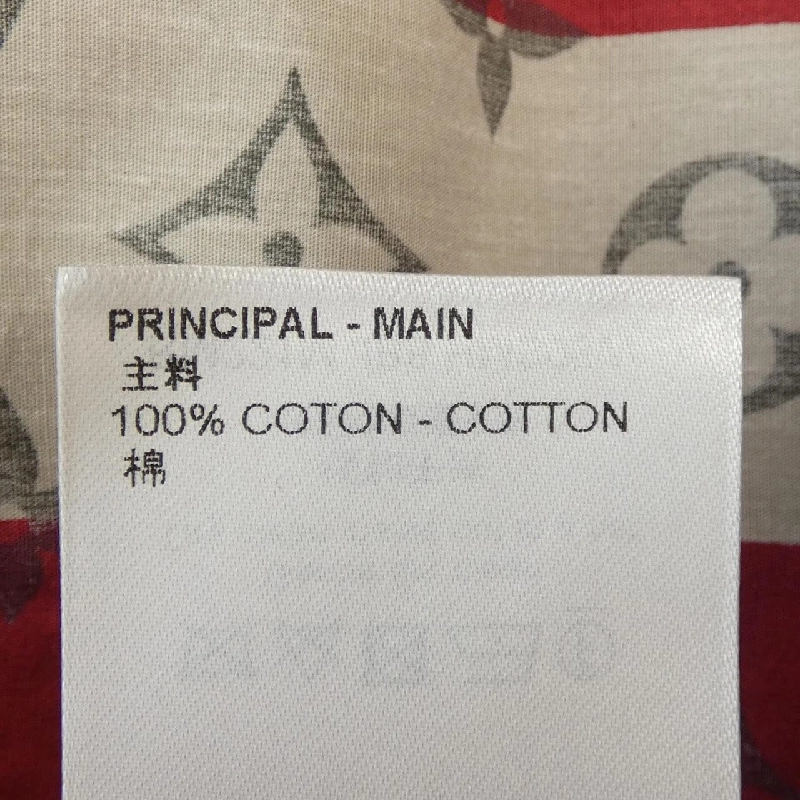 PRINCIPAL - MAIN
主料
100% COTON - COTTON
棉